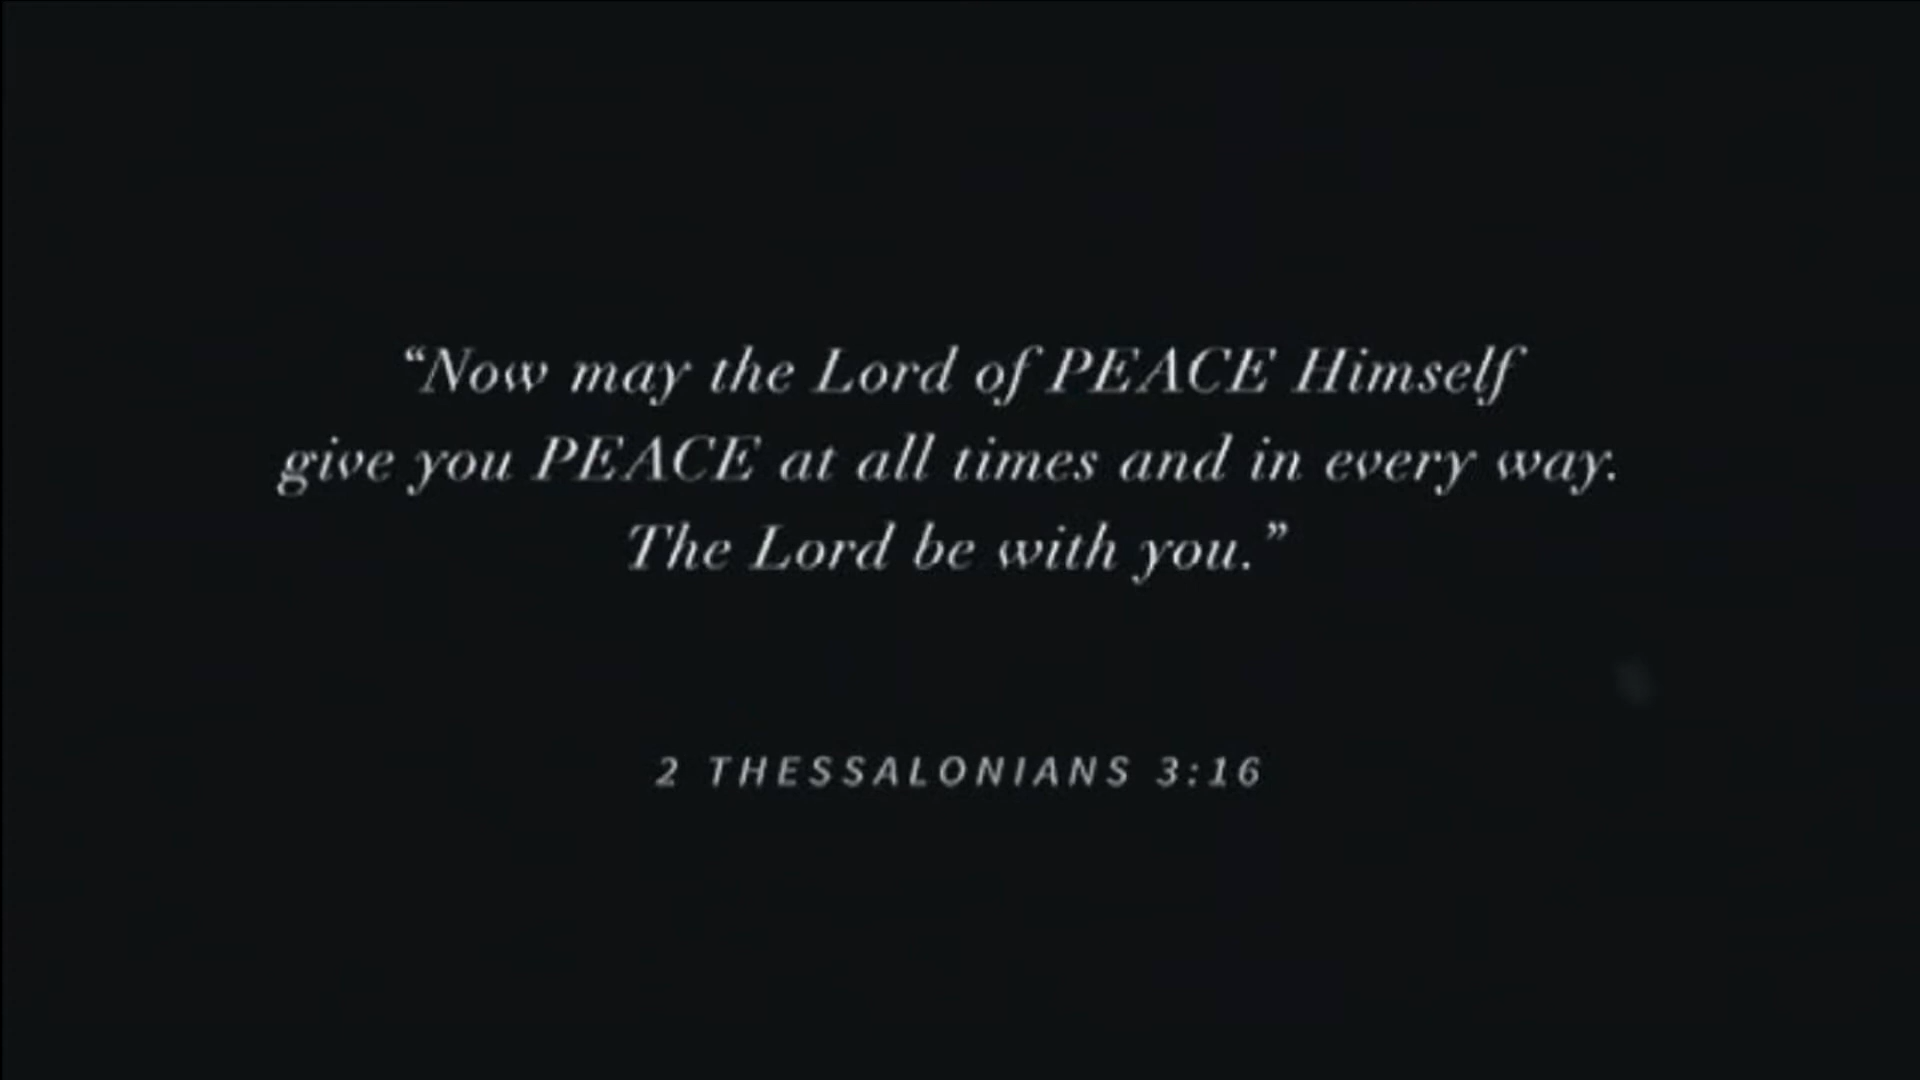 “Now may the Lord of PEACE Himself
give you PEACE at all times and in every way.
The Lord be with you.”
2 THESSALONIANS 3:16